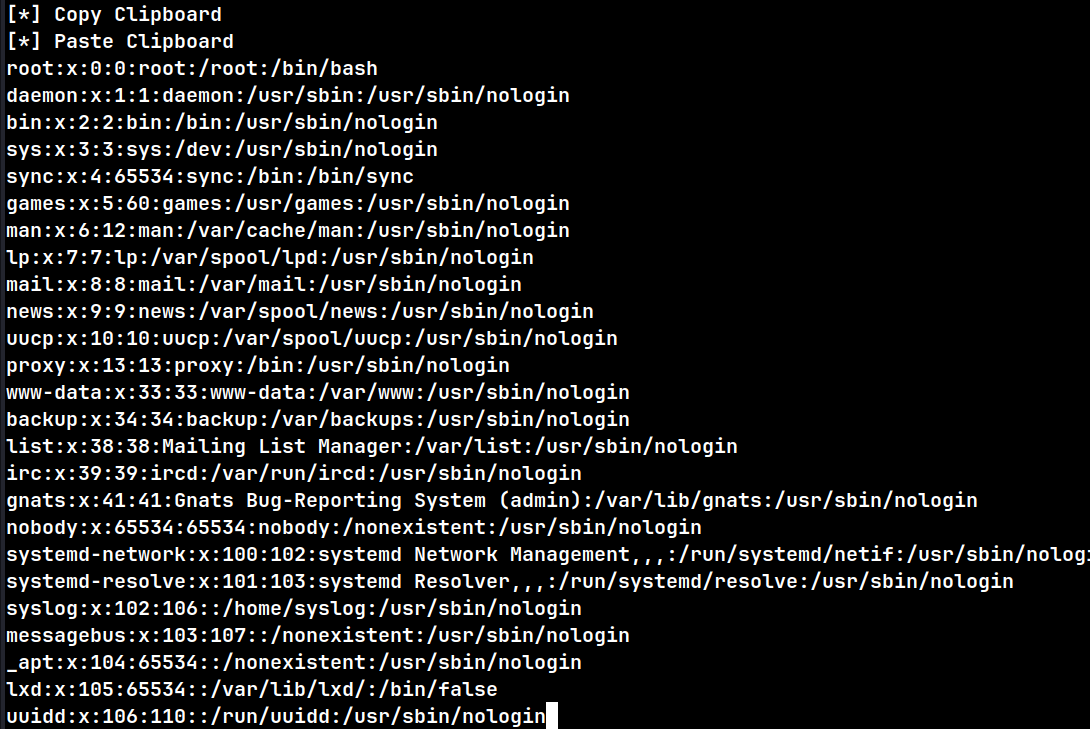 [*] Copy Clipboard
[*] Paste Clipboard
root:x:0:0:root:/root:/bin/bash
daemon:x:1:1:daemon:/usr/sbin:/usr/sbin/nologin
bin:x:2:2:bin:/bin:/usr/sbin/nologin
sys:x:3:3:sys:/dev:/usr/sbin/nologin
sync:x:4:65534:sync:/bin:/bin/sync
games:x:5:60:games:/usr/games:/usr/sbin/nologin
man:x:6:12:man:/var/cache/man:/usr/sbin/nologin
lp:x:7:7:lp:/var/spool/lpd:/usr/sbin/nologin
mail:x:8:8:mail:/var/mail:/usr/sbin/nologin
news:x:9:9:news:/var/spool/news:/usr/sbin/nologin
uucp:x:10:10:uucp:/var/spool/uucp:/usr/sbin/nologin
proxy:x:13:13:proxy:/bin:/usr/sbin/nologin
www-data:x:33:33:www-data:/var/www:/usr/sbin/nologin
backup:x:34:34:backup:/var/backups:/usr/sbin/nologin
list:x:38:38:Mailing List Manager:/var/list:/usr/sbin/nologin
irc:x:39:39:ircd:/var/run/ircd:/usr/sbin/nologin
gnats:x:41:41:Gnats Bug-Reporting System (admin):/var/lib/gnats:/usr/sbin/nologin
nobody:x:65534:65534:nobody:/nonexistent:/usr/sbin/nologin
systemd-network:x:100:102:systemd Network Management,,,:/run/systemd/netif:/usr/sbin/nologi
systemd-resolve:x:101:103:systemd Resolver,,,:/run/systemd/resolve:/usr/sbin/nologin
syslog:x:102:106::/home/syslog:/usr/sbin/nologin
messagebus:x:103:107::/nonexistent:/usr/sbin/nologin
_apt:x:104:65534::/nonexistent:/usr/sbin/nologin
lxd:x:105:65534::/var/lib/lxd/:/bin/false
uuidd:x:106:110::/run/uuidd:/usr/sbin/nologin